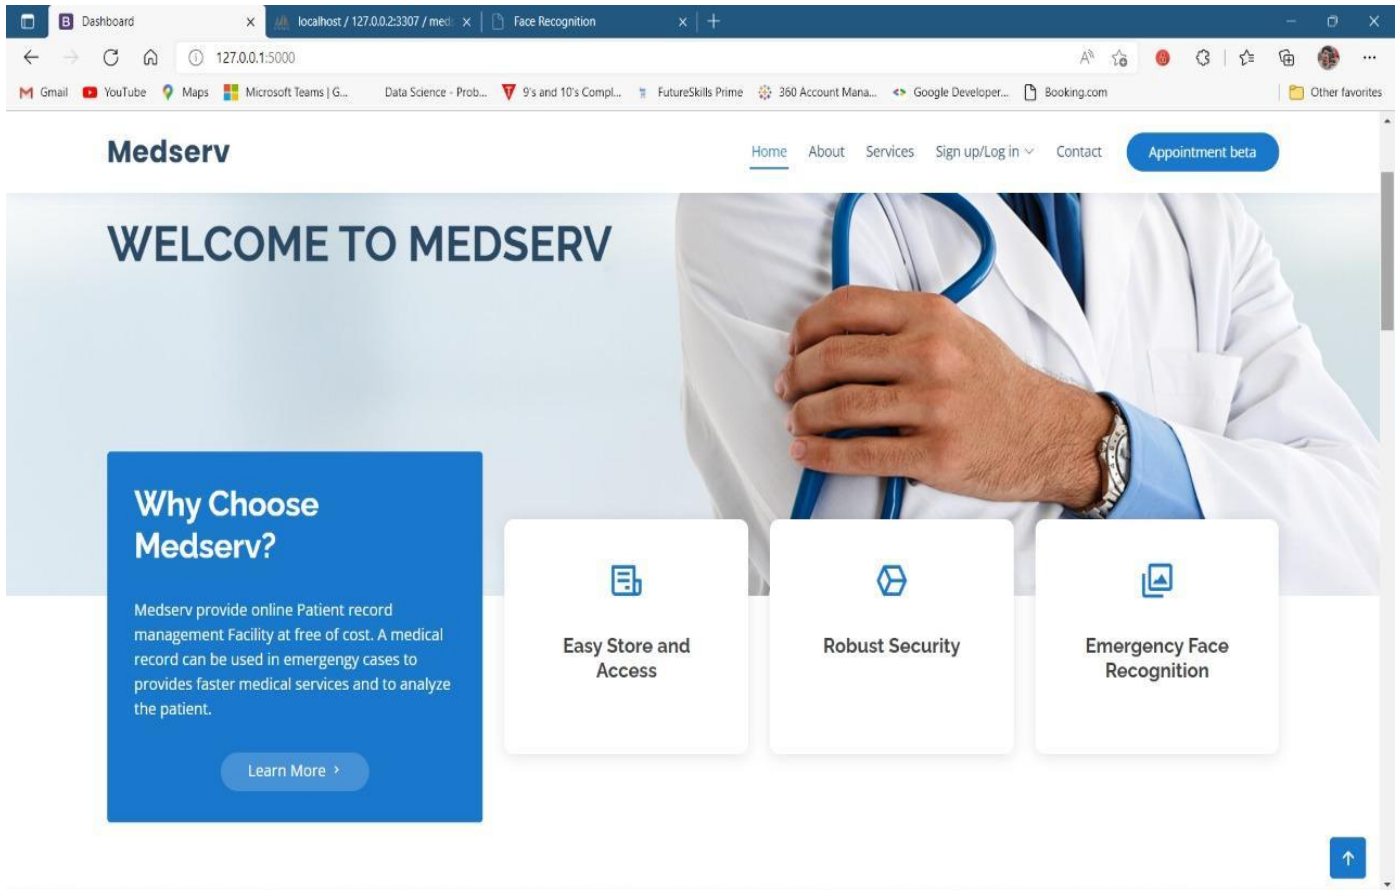 Dashboard
localhost / 127.0.0.2:3307 / med
Face Recognition
127.0.0.1:5000
Gmail
YouTube
Maps
Microsoft Teams | G...
Data Science - Prob...
9's and 10's Compl...
FutureSkills Prime
360 Account Mana...
Google Developer...
Booking.com
Other favorites
Medserv
Home
About
Services
Sign up/Log in
Contact
Appointment beta
WELCOME TO MEDSERV
Why Choose
Medserv?
Medserv provide online Patient record
management Facility at free of cost. A medical
record can be used in emergengy cases to
provides faster medical services and to analyze
the patient.
Learn More
Easy Store and
Access
Robust Security
Emergency Face
Recognition